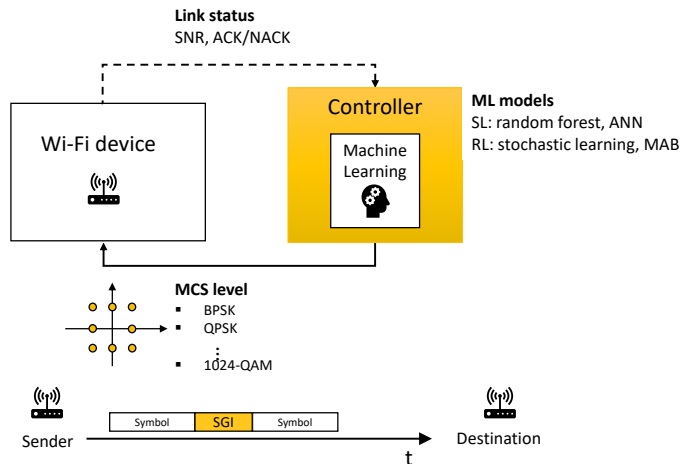 Link status
SNR, ACK/NACK
Wi-Fi device
Controller
Machine
Learning
ML models
SL: random forest, ANN
RL: stochastic learning, MAB
MCS level
▪ BPSK
▪ QPSK
⋮
▪ 1024-QAM
Sender
Symbol
SGI
Symbol
t
Destination